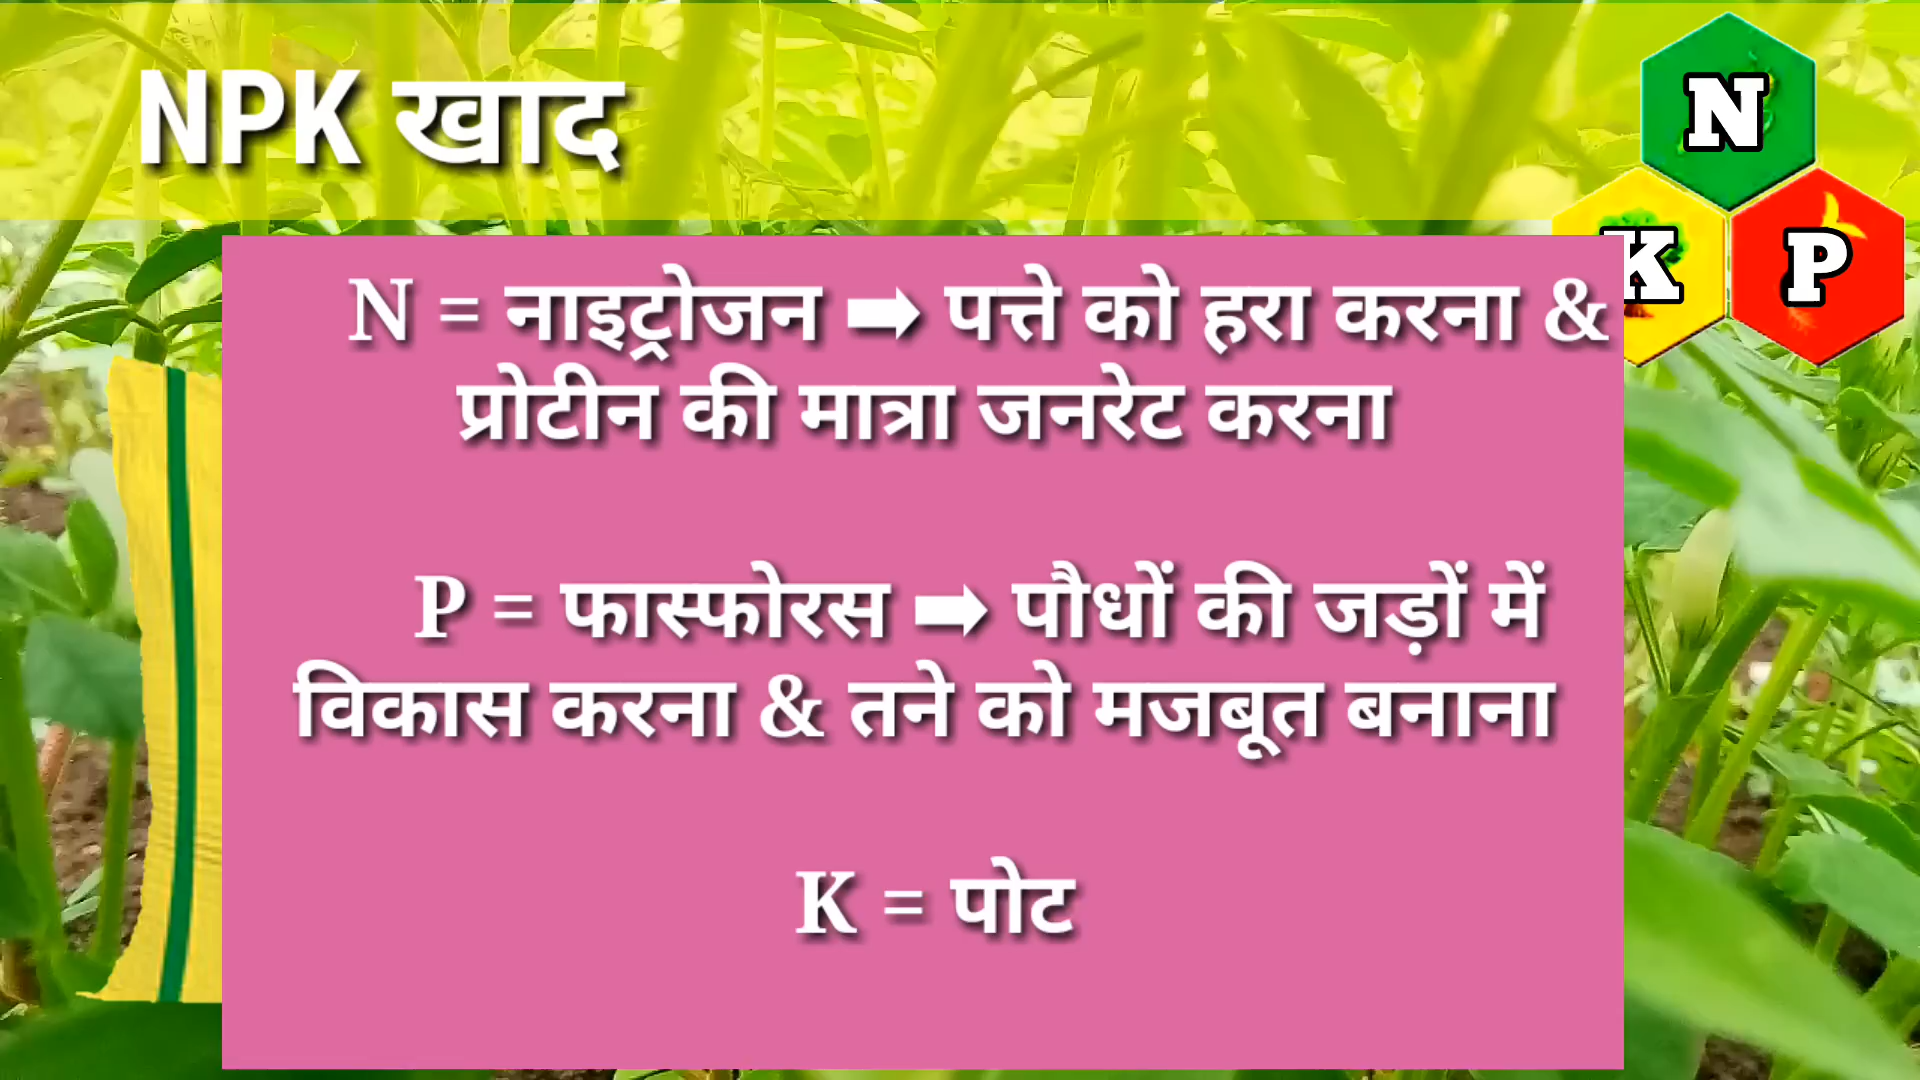 NPK खाद
N
K
P
N = नाइट्रोजन ➡ पत्ते को हरा करना &
प्रोटीन की मात्रा जनरेट करना
P = फास्फोरस ➡ पौधों की जड़ों में
विकास करना & तने को मजबूत बनाना
K = पोट